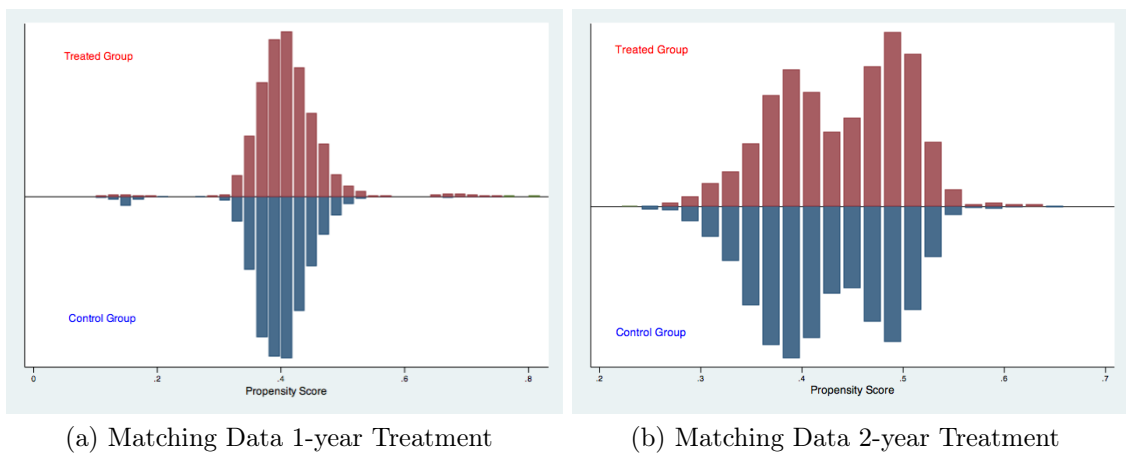 Treated Group
Control Group
0 .2 .4 .6 .8
Propensity Score
(a) Matching Data 1-year Treatment
Treated Group
Control Group
.2 .3 .4 .5 .6 .7
Propensity Score
(b) Matching Data 2-year Treatment